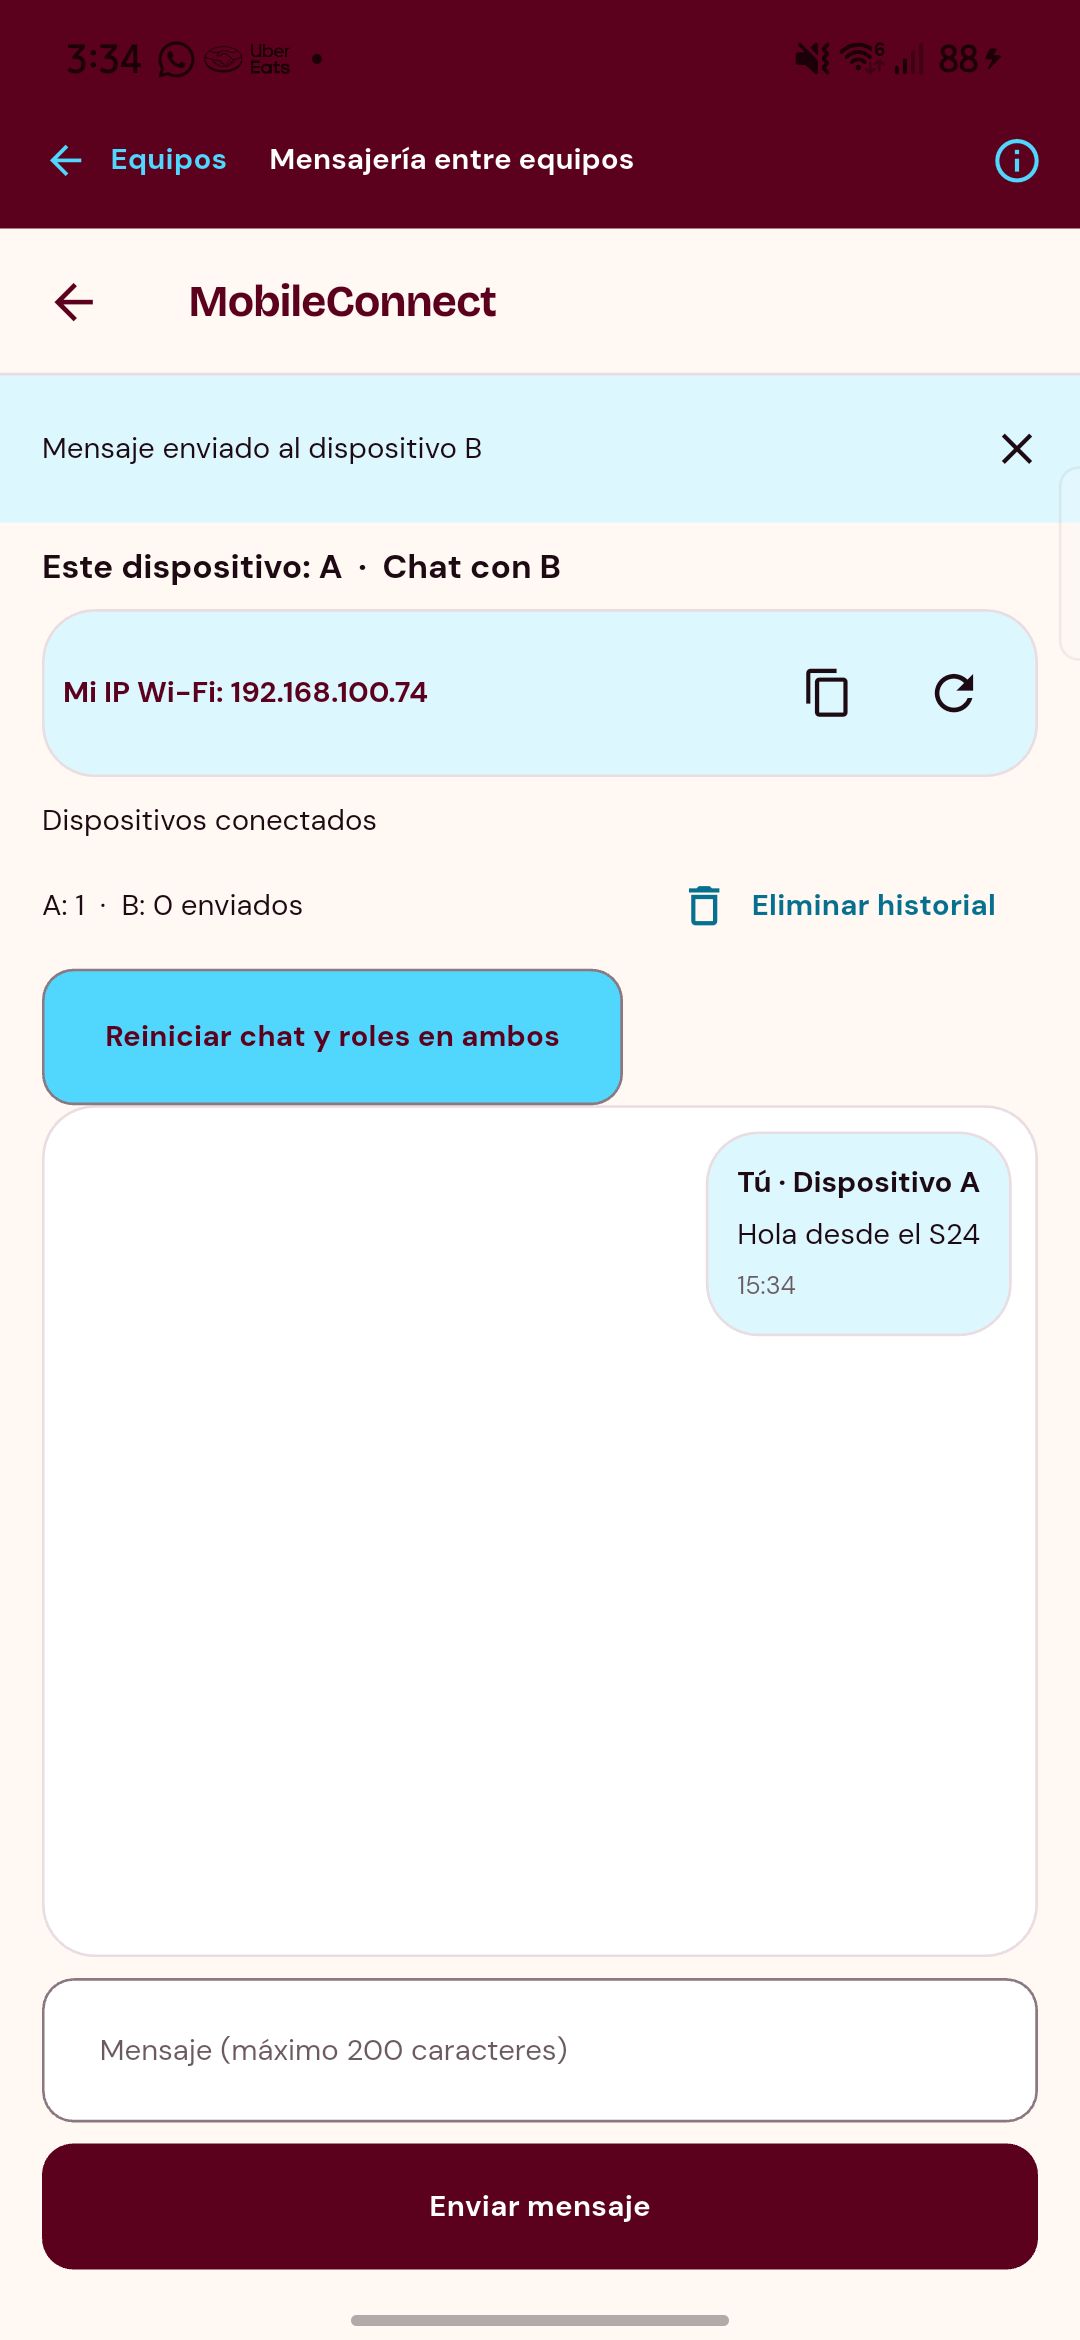 3:34 Uber Eats 6 88
Equipos Mensajería entre equipos
MobileConnect
Mensaje enviado al dispositivo B
Este dispositivo: A · Chat con B
Mi IP Wi-Fi: 192.168.100.74
Dispositivos conectados
A: 1 · B: 0 enviados Eliminar historial
Reiniciar chat y roles en ambos
Tú · Dispositivo A
Hola desde el S24
15:34
Mensaje (máximo 200 caracteres)
Enviar mensaje